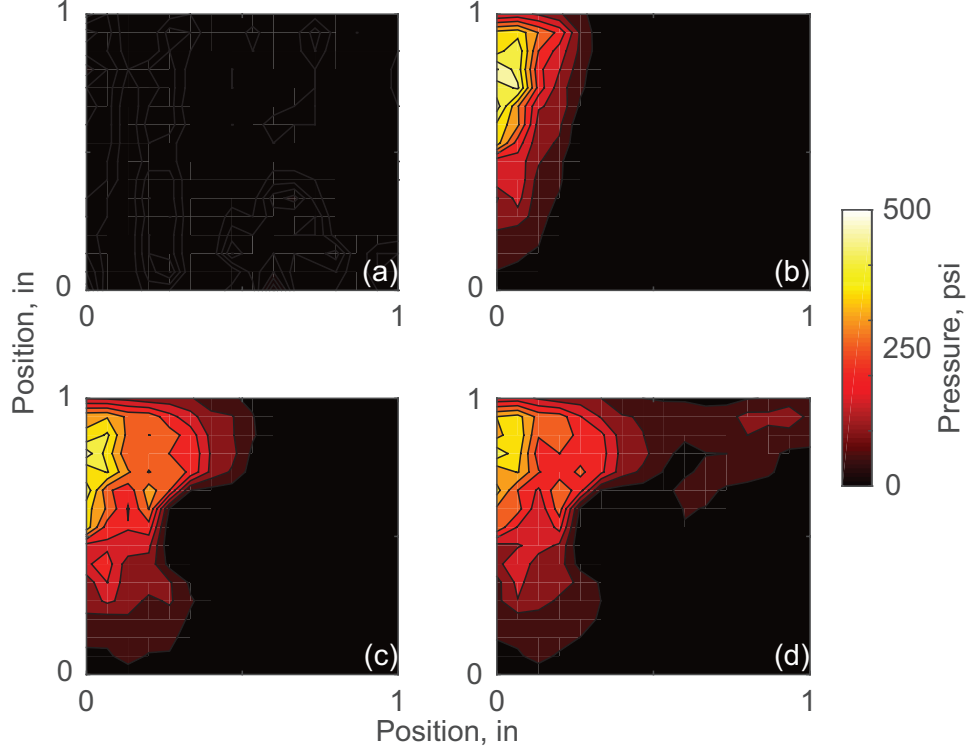 1
0
0
1
(a)
1
0
0
1
(b)
500
250
0
Pressure, psi
Position, in
1
0
0
1
(c)
1
0
0
1
(d)
Position, in